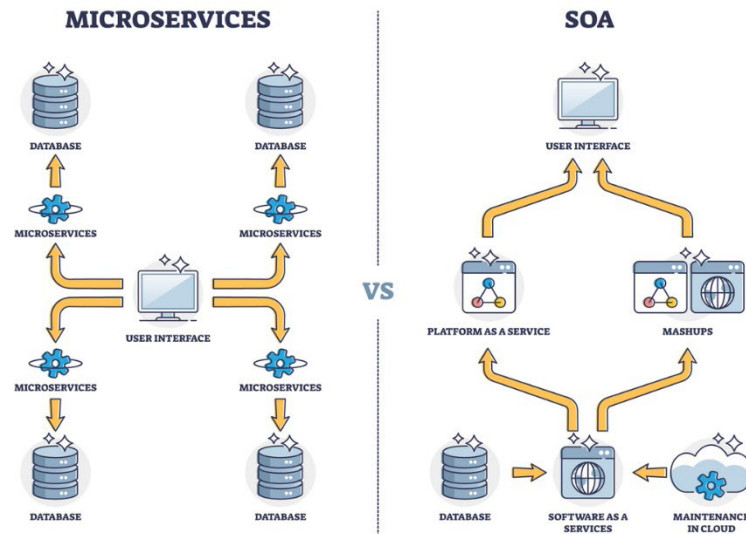 MICROSERVICES
SOA
DATABASE
DATABASE
MICROSERVICES
MICROSERVICES
USER INTERFACE
MICROSERVICES
MICROSERVICES
DATABASE
DATABASE
VS
USER INTERFACE
PLATFORM AS A SERVICE
MASHUPS
DATABASE
SOFTWARE AS A
SERVICES
MAINTENANCE
IN CLOUD